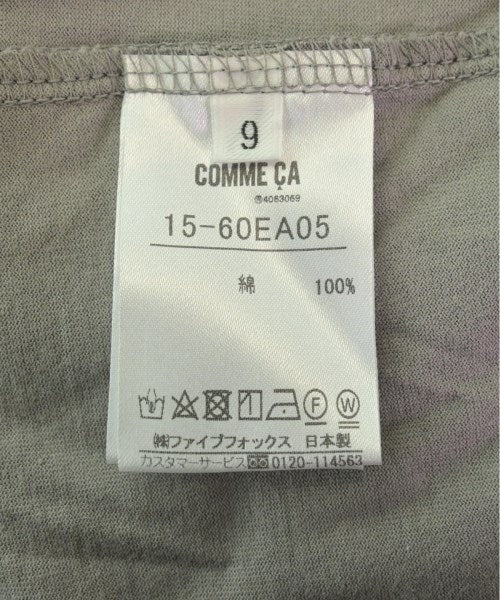 9
COMME ÇA
15-60EA05
綿 100%
F W
㈱ファイブフォックス 日本製
カスタマーサービス 0120-114563